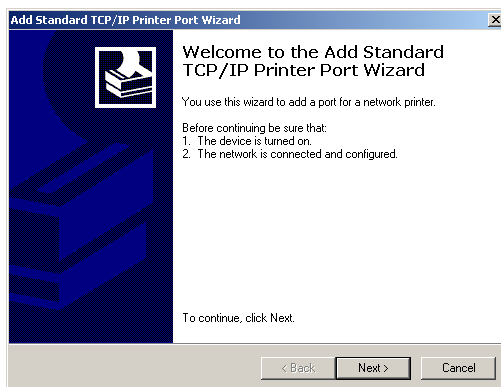 Add Standard TCP/IP Printer Port Wizard
Welcome to the Add Standard
TCP/IP Printer Port Wizard
You use this wizard to add a port for a network printer.
Before continuing be sure that:
1. The device is turned on.
2. The network is connected and configured.
To continue, click Next.
< Back
Next >
Cancel